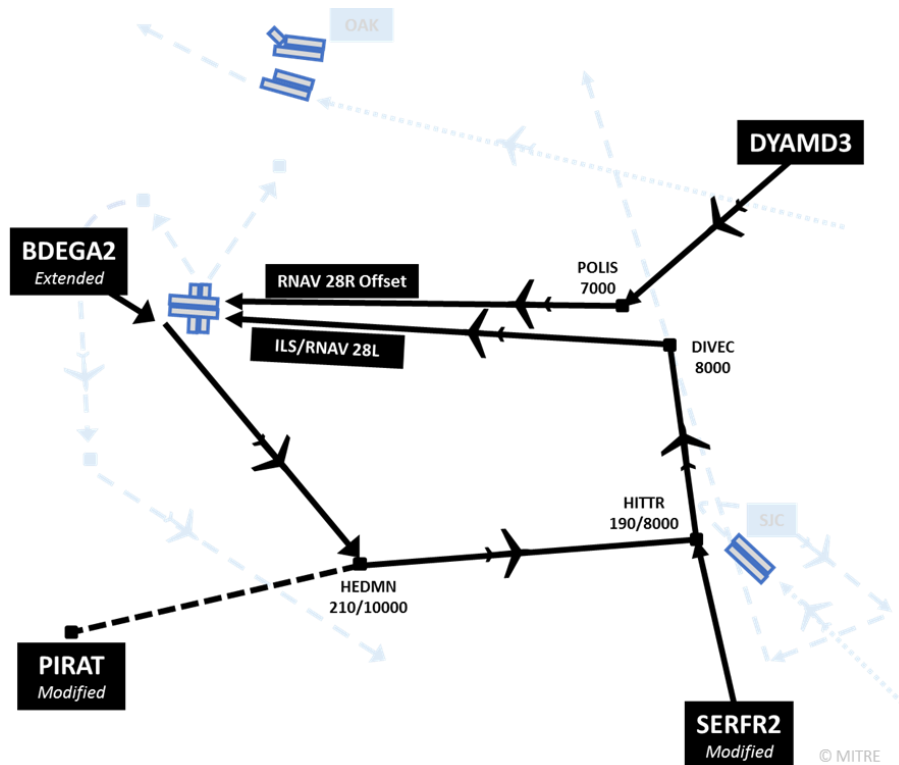 OAK
DYAMD3
BDEGA2
Extended
POLIS
7000
RNAV 28R Offset
ILS/RNAV 28L
DIVEC
8000
HITTR
190/8000
SJC
HEDMN
210/10000
PIRAT
Modified
SERFR2
Modified
© MITRE